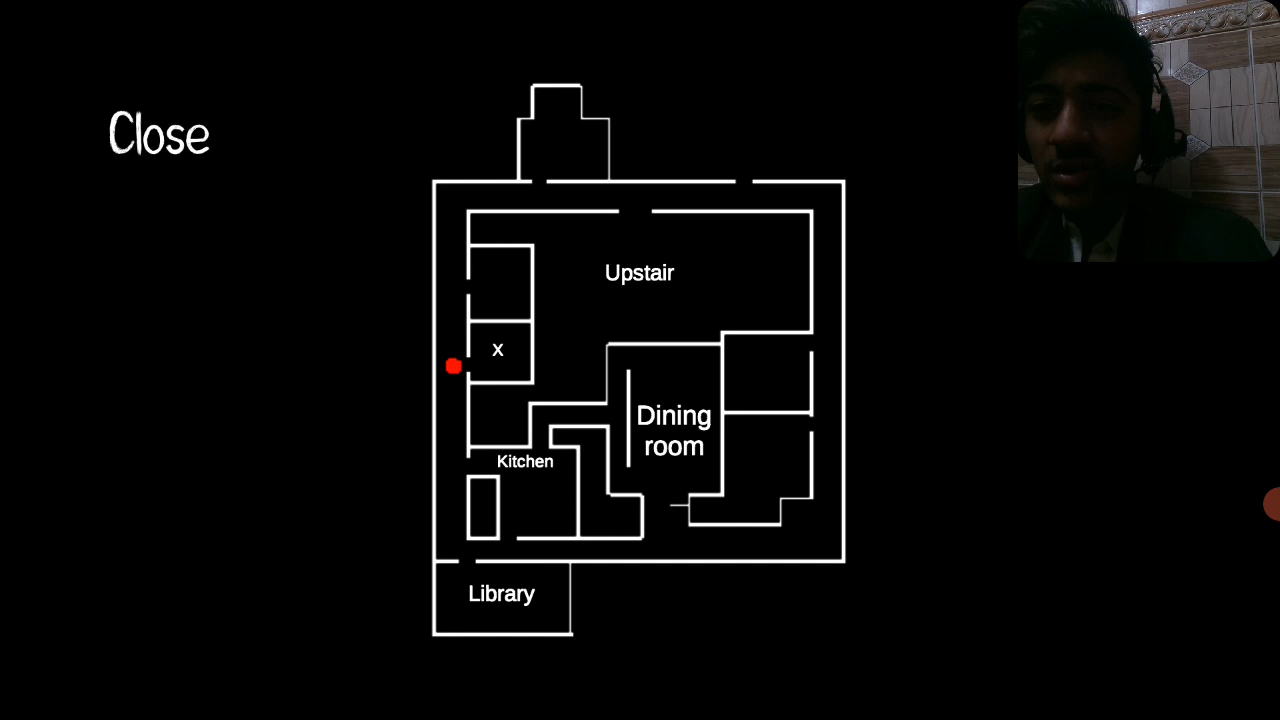 Close
Upstair
x
Dining
room
Kitchen
Library